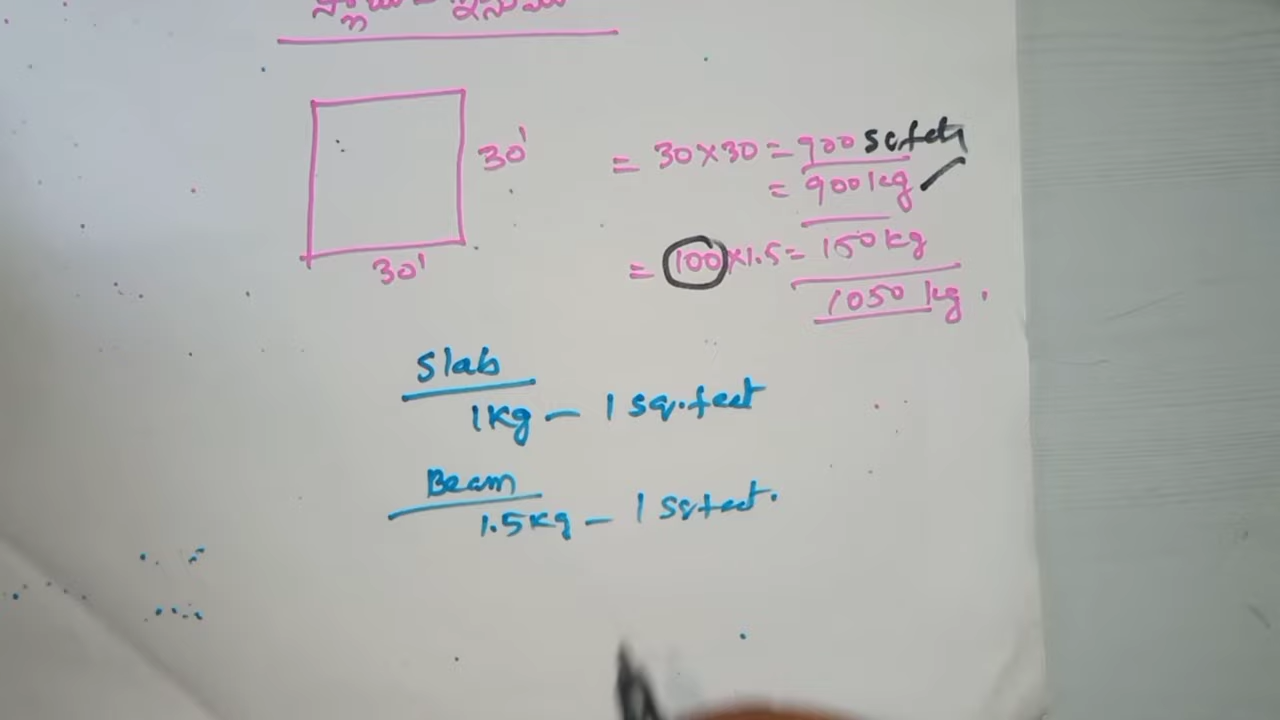 30'
30'
= 30×30 = 900 sqfeet
= 900 kg ✓
= 100 ×1.5 = 150 kg
1050 kg.
Slab
1Kg — 1 sq.feet
Beam
1.5Kg — 1 sqfeet.